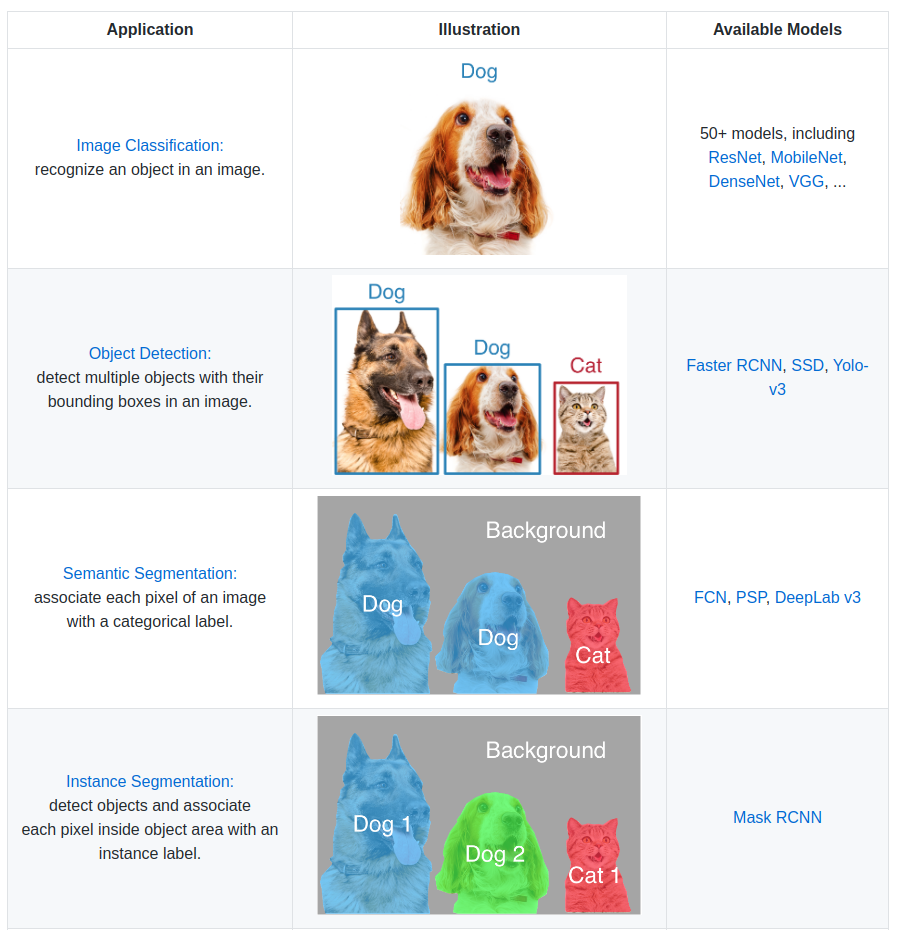 Application
Illustration
Available Models
Image Classification:
recognize an object in an image.
Dog
50+ models, including
ResNet, MobileNet,
DenseNet, VGG, ...
Object Detection:
detect multiple objects with their
bounding boxes in an image.
Dog
Dog
Cat
Faster RCNN, SSD, Yolo-
v3
Semantic Segmentation:
associate each pixel of an image
with a categorical label.
Background
Dog
Dog
Cat
FCN, PSP, DeepLab v3
Instance Segmentation:
detect objects and associate
each pixel inside object area with an
instance label.
Background
Dog 1
Dog 2
Cat 1
Mask RCNN